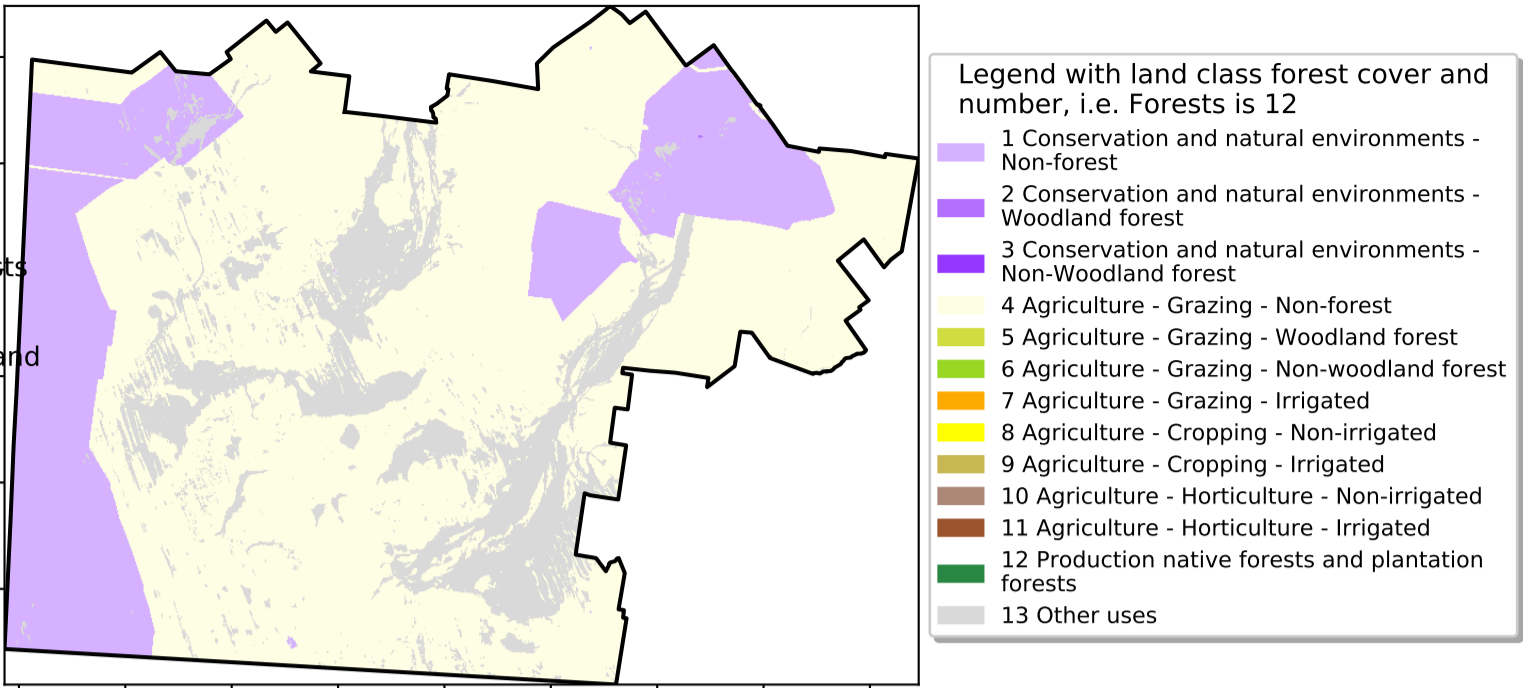 Legend with land class forest cover and
number, i.e. Forests is 12
1 Conservation and natural environments -
Non-forest
2 Conservation and natural environments -
Woodland forest
3 Conservation and natural environments -
Non-Woodland forest
4 Agriculture - Grazing - Non-forest
5 Agriculture - Grazing - Woodland forest
6 Agriculture - Grazing - Non-woodland forest
7 Agriculture - Grazing - Irrigated
8 Agriculture - Cropping - Non-irrigated
9 Agriculture - Cropping - Irrigated
10 Agriculture - Horticulture - Non-irrigated
11 Agriculture - Horticulture - Irrigated
12 Production native forests and plantation
forests
13 Other uses